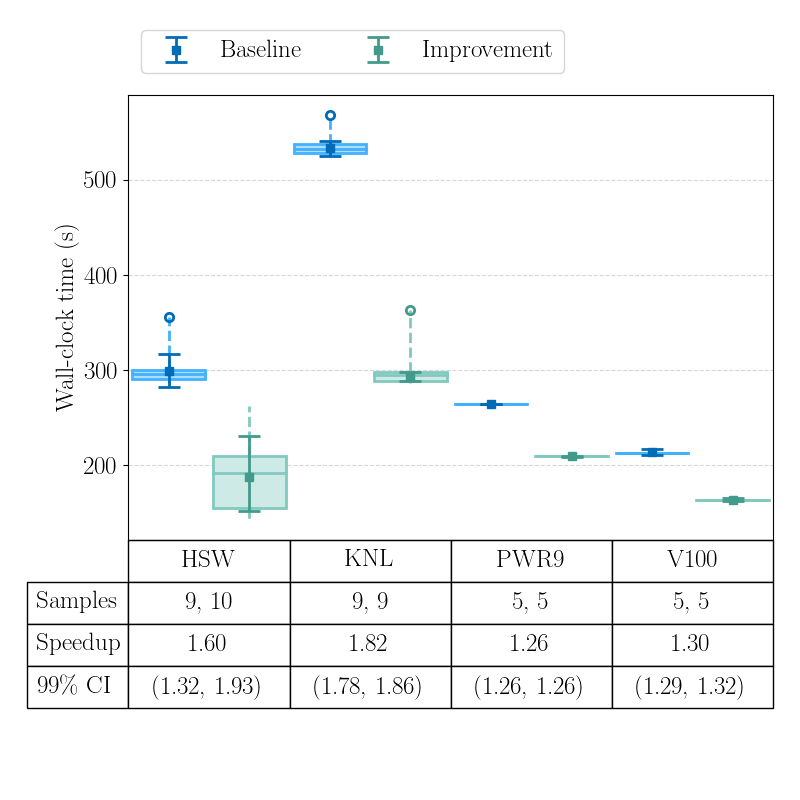 Baseline Improvement
Wall-clock time (s)
500
400
300
200
HSW KNL PWR9 V100
Samples 9, 10 9, 9 5, 5 5, 5
Speedup 1.60 1.82 1.26 1.30
99% CI (1.32, 1.93) (1.78, 1.86) (1.26, 1.26) (1.29, 1.32)